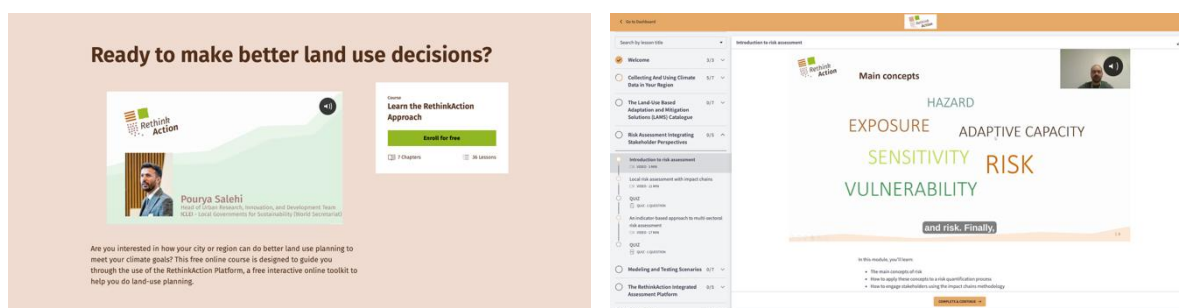 Ready to make better land use decisions?
Rethink
Action
Pourya Salehi
Head of Urban Research, Innovation, and Development Team
ICLEI - Local Governments for Sustainability (World Secretariat)
Course
Learn the RethinkAction
Approach
Enroll for free
7 Chapters
36 Lessons
Are you interested in how your city or region can do better land use planning to
meet your climate goals? This free online course is designed to guide you
through the use of the RethinkAction Platform, a free interactive online toolkit to
help you do land-use planning.
Go to Dashboard
Rethink
Action
Search by lesson title
Welcome
Collecting And Using Climate
Data in Your Region
The Land-Use Based
Adaptation and Mitigation
Solutions (LAMS) Catalogue
Risk Assessment Integrating
Stakeholder Perspectives
Introduction to risk assessment
Local risk assessment with impact chains
QUIZ
An indicator-based approach to multi-sectoral
risk assessment
QUIZ
Modeling and Testing Scenarios
The RethinkAction Integrated
Assessment Platform
Introduction to risk assessment
Rethink
Action
Main concepts
HAZARD
EXPOSURE
ADAPTIVE CAPACITY
SENSITIVITY
RISK
VULNERABILITY
and risk. Finally,
In this module, you'll learn:
The main concepts of risk
How to apply these concepts to a risk quantification process
How to engage stakeholders using the impact chains methodology
COMPLETE & CONTINUE